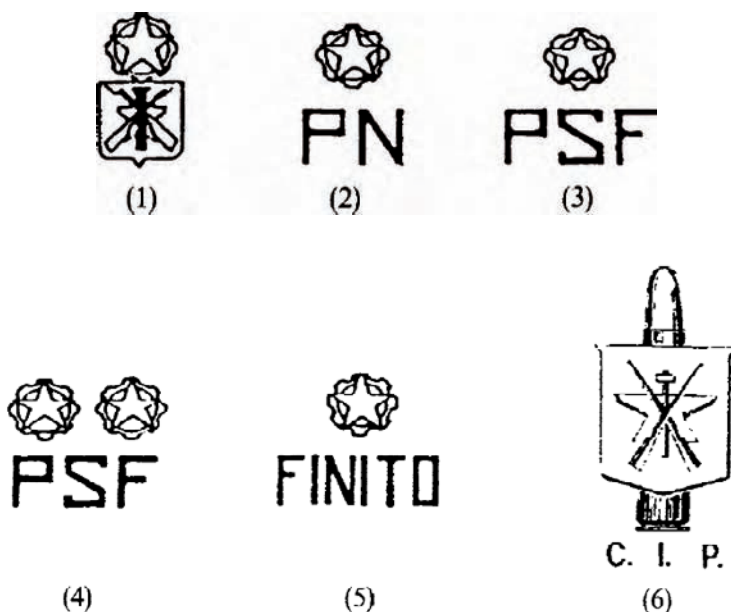 PN
PSF
(1)
(2)
(3)
PSF
FINITO
C. I. P.
(4)
(5)
(6)